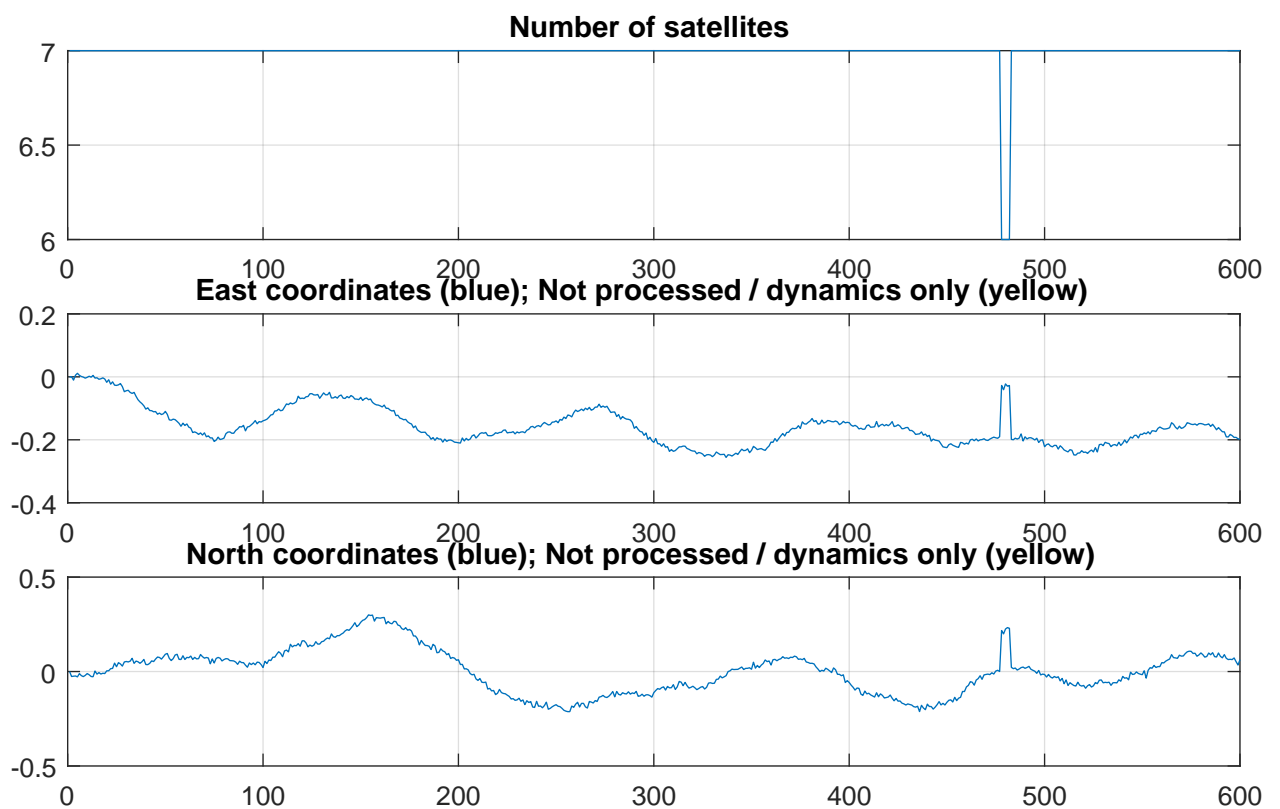 Number of satellites
7
6.5
6
0 100 200 300 400 500 600
East coordinates (blue); Not processed / dynamics only (yellow)
0.2
0
-0.2
-0.4
0 100 200 300 400 500 600
North coordinates (blue); Not processed / dynamics only (yellow)
0.5
0
-0.5
0 100 200 300 400 500 600